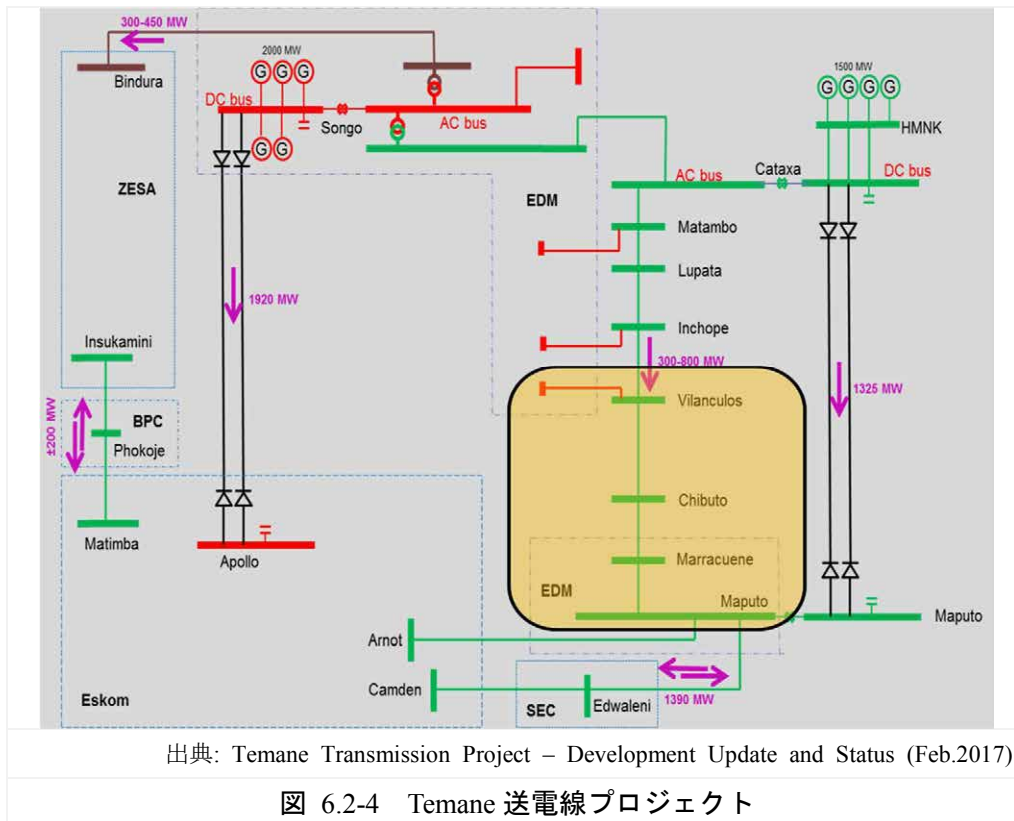 300-450 MW
Bindura
2000 MW
G G G
DC bus
Songo
AC bus
G G
1500 MW
G G G G
HMNK
Cataxa
AC bus
DC bus
ZESA
EDM
Matambo
Lupata
1920 MW
Inchope
300-800 MW
Insukamini
Vilanculos
1325 MW
±200 MW
BPC
Phokoje
Chibuto
Matimba
Apollo
Marracuene
EDM
Maputo
Maputo
Arnot
Camden
Eskom
SEC
Edwaleni
1390 MW
出典: Temane Transmission Project – Development Update and Status (Feb.2017)
図 6.2-4 Temane 送電線プロジェクト